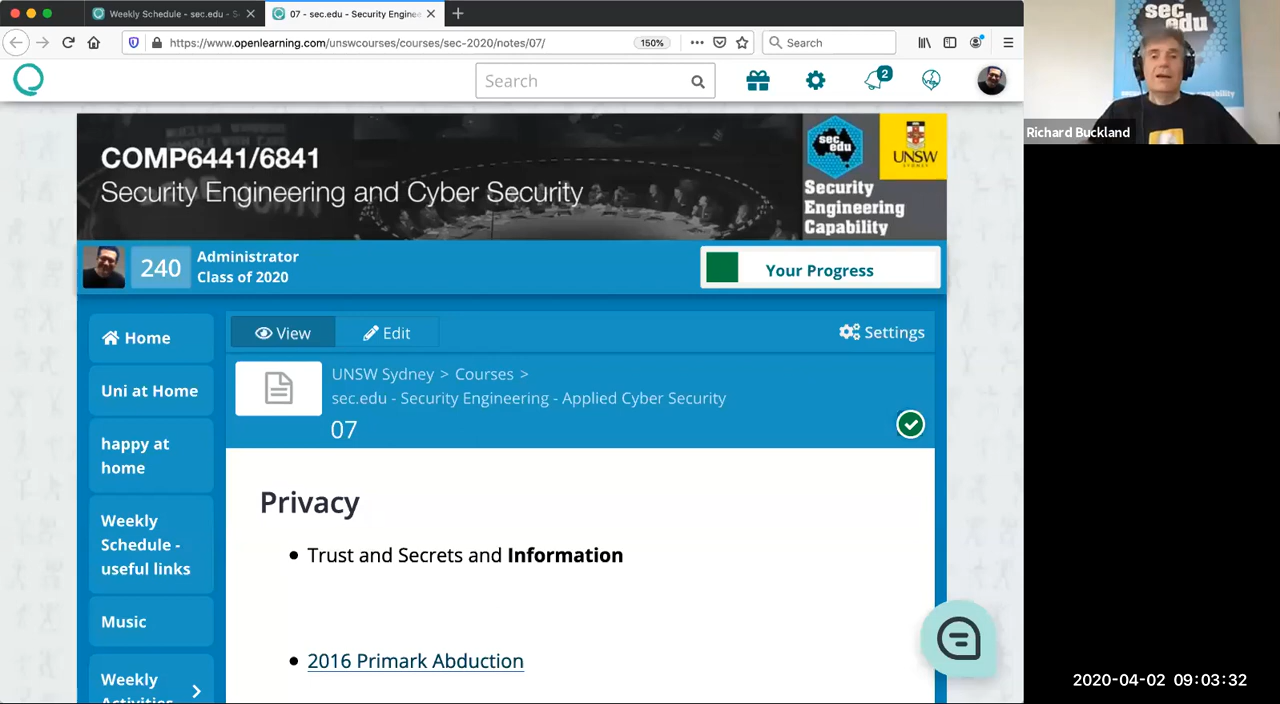 Weekly Schedule - sec.edu - S
07 - sec.edu - Security Enginee
https://www.openlearning.com/unswcourses/courses/sec-2020/notes/07/
150%
Search
Search
2
sec
edu
Richard Buckland
COMP6441/6841
Security Engineering and Cyber Security
sec
edu
UNSW
SYDNEY
Security
Engineering
Capability
240
Administrator
Class of 2020
Your Progress
Home
Uni at Home
happy at
home
Weekly
Schedule -
useful links
Music
Weekly
Activities
View
Edit
Settings
UNSW Sydney > Courses >
sec.edu - Security Engineering - Applied Cyber Security
07
Privacy
• Trust and Secrets and Information
• 2016 Primark Abduction
2020-04-02 09:03:32